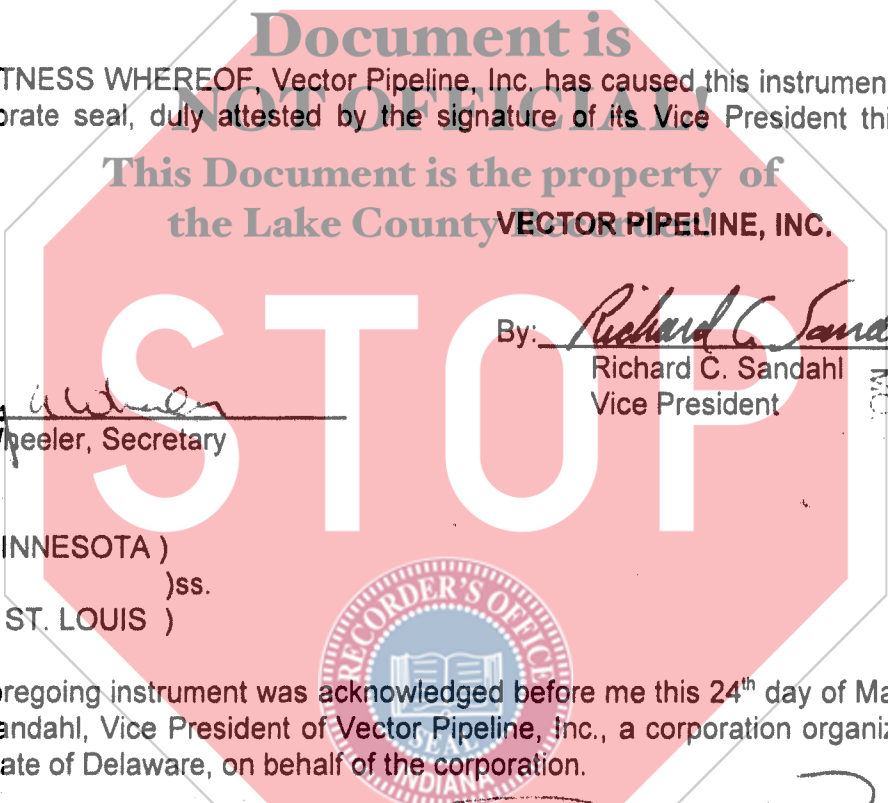 Document is
TNESS WHEREOF, Vector Pipeline, Inc. has caused this instrumen
NOT OFFICIAL!
orate seal, duly attested by the signature of its Vice President thi
This Document is the property of
the Lake County Recorder!
VECTOR PIPELINE, INC.
STOP
By: Richard C. Sanda
Richard C. Sandahl
Vice President
heeler, Secretary
INNESOTA )
)ss.
ST. LOUIS )
RECORDER'S OFFICE
oregoing instrument was acknowledged before me this 24th day of Ma
andahl, Vice President of Vector Pipeline, Inc., a corporation organiz
ate of Delaware, on behalf of the corporation.
SEAL
INDIANA